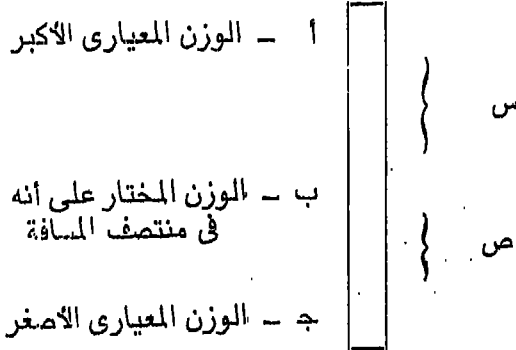 أ – الوزن المعيارى الأكبر
س
ب – الوزن المختار على أنه
فى منتصف المسافة
ص
جـ – الوزن المعيارى الأصغر